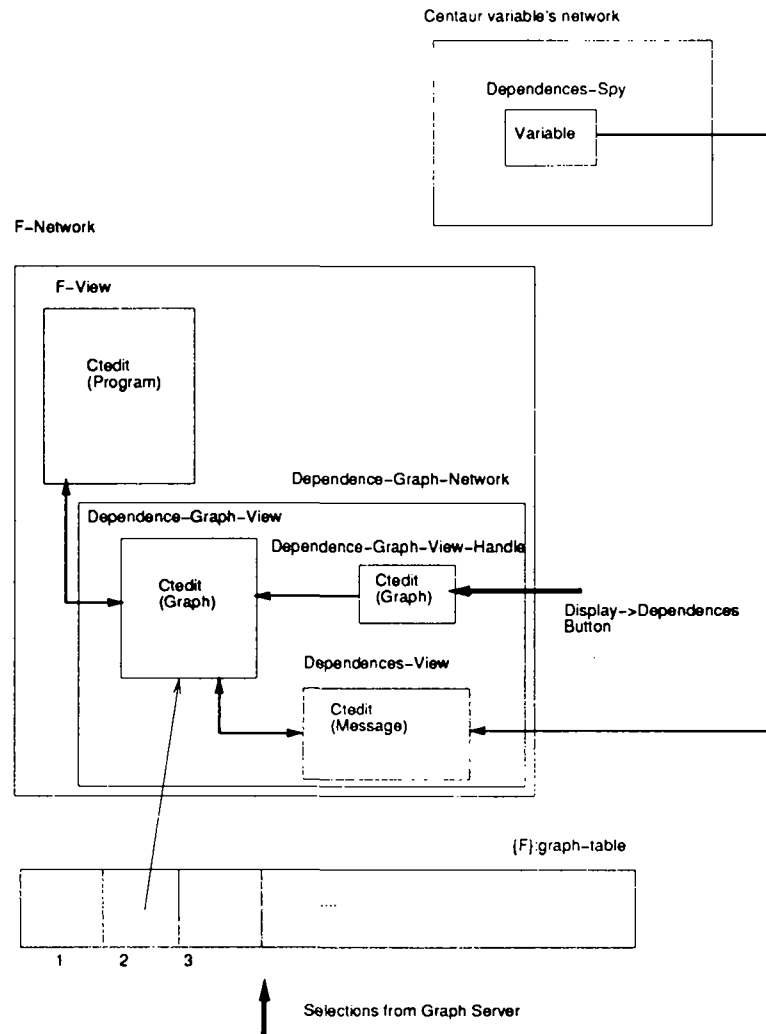 Centaur variable's network
Dependences-Spy
Variable
F-Network
F-View
Ctedit
(Program)
Dependence-Graph-Network
Dependence-Graph-View
Dependence-Graph-View-Handle
Ctedit
(Graph)
Ctedit
(Graph)
Display->Dependences
Button
Dependences-View
Ctedit
(Message)
{F}:graph-table
....
1 2 3
Selections from Graph Server